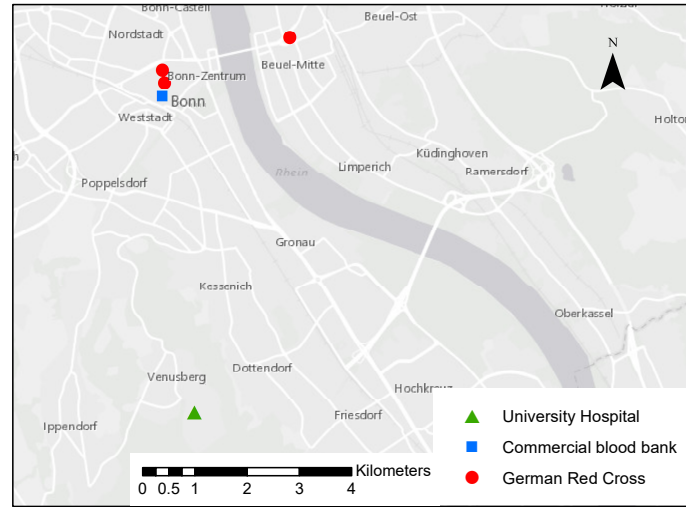 Bonn-Castell
Beuel-Ost
Nordstadt
N
Beuel-Mitte
Bonn-Zentrum
Bonn
Weststadt
Holto
Küdinghoven
Limperich
Ramersdorf
Rhein
Poppelsdorf
Gronau
Kessenich
Oberkassel
Dottendorf
Venusberg
Hochkreuz
Friesdorf
Ippendorf
University Hospital
Commercial blood bank
German Red Cross
Kilometers
0 0.5 1 2 3 4